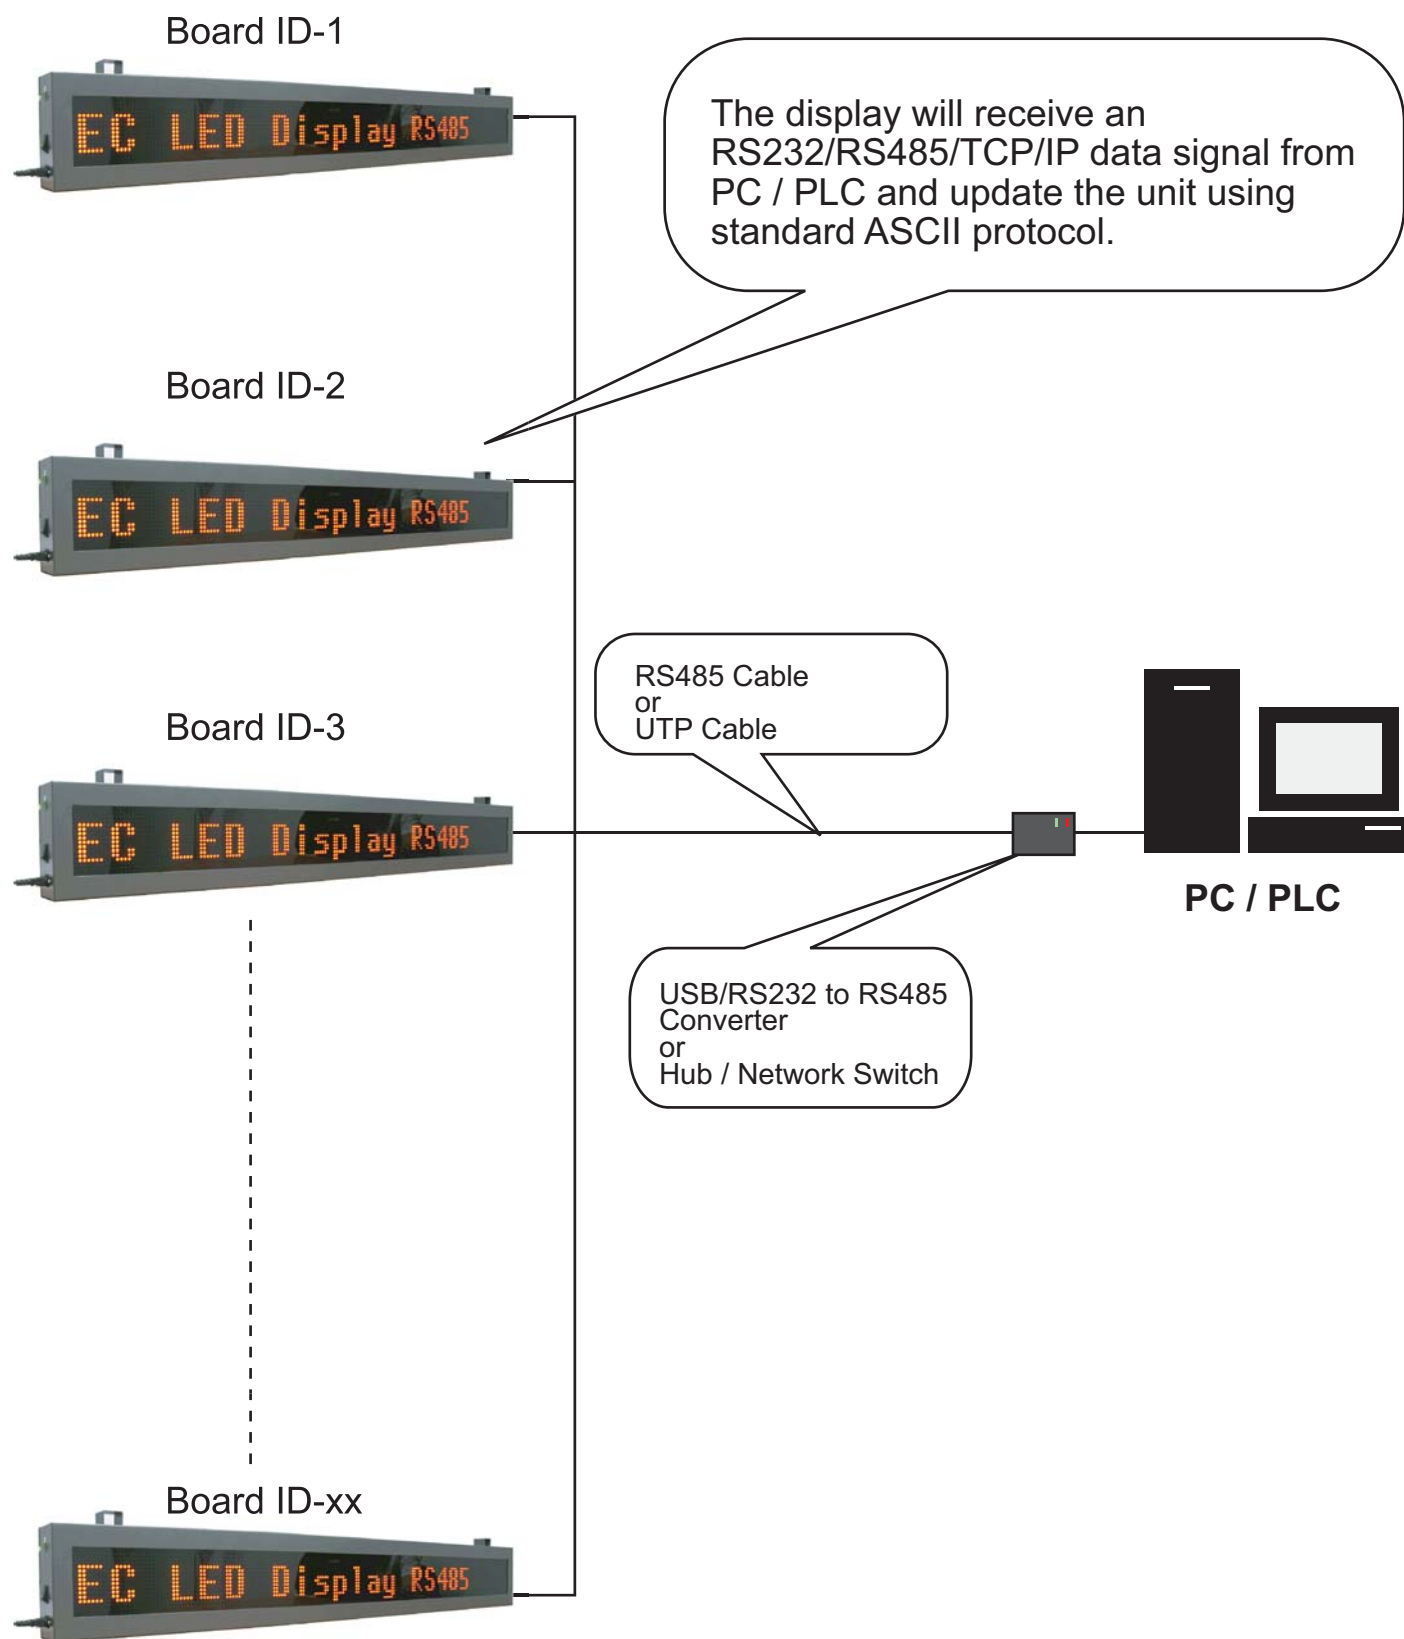 Board ID-1
EC LED Display RS485
The display will receive an
RS232/RS485/TCP/IP data signal from
PC / PLC and update the unit using
standard ASCII protocol.
Board ID-2
EC LED Display RS485
RS485 Cable
or
UTP Cable
Board ID-3
EC LED Display RS485
PC / PLC
USB/RS232 to RS485
Converter
or
Hub / Network Switch
Board ID-xx
EC LED Display RS485